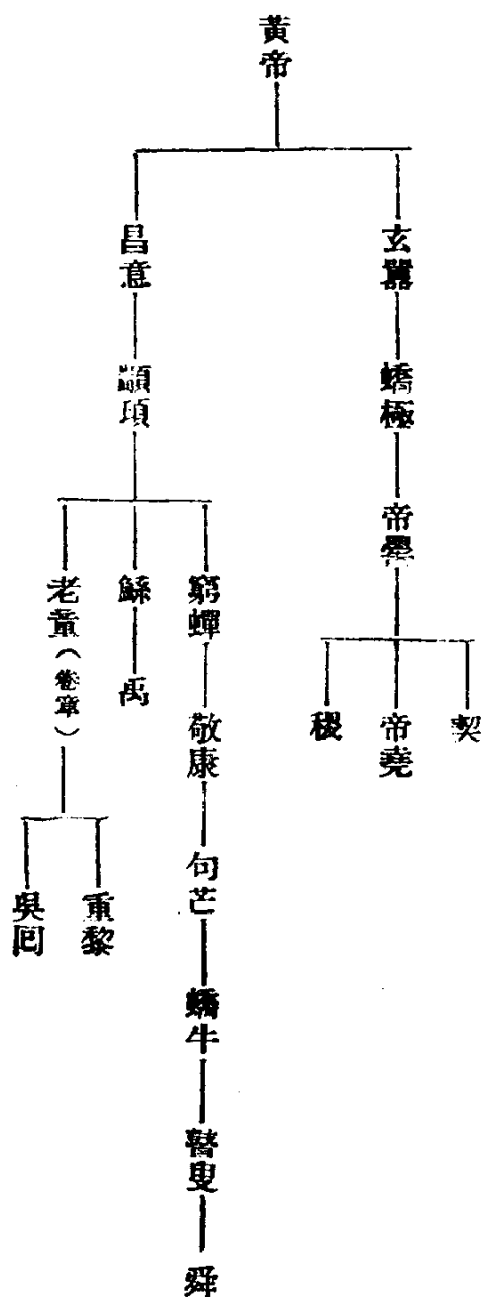 黃帝
玄囂
蟜極
帝嚳
契
帝堯
稷
昌意
顓頊
窮蟬
敬康
句芒
蟜牛
瞽叟
舜
鯀
禹
老童(卷章)
重黎
吳回